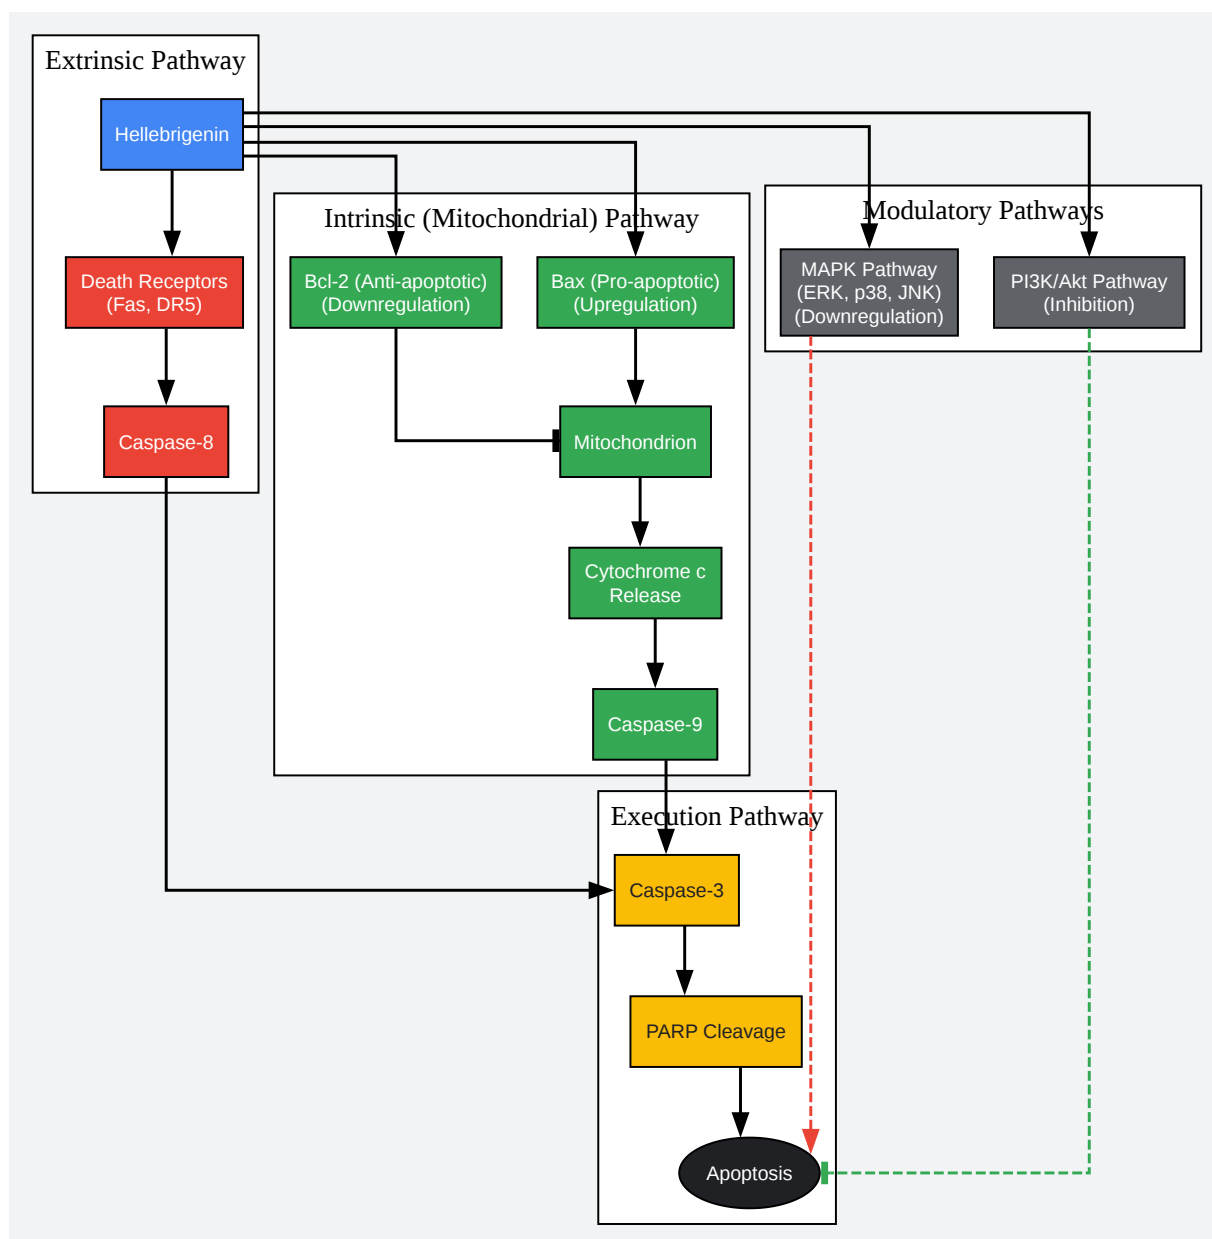 Extrinsic Pathway
Hellebrigenin
Death Receptors
(Fas, DR5)
Caspase-8
Intrinsic (Mitochondrial) Pathway
Bcl-2 (Anti-apoptotic)
(Downregulation)
Bax (Pro-apoptotic)
(Upregulation)
Mitochondrion
Cytochrome c
Release
Caspase-9
Modulatory Pathways
MAPK Pathway
(ERK, p38, JNK)
(Downregulation)
PI3K/Akt Pathway
(Inhibition)
Execution Pathway
Caspase-3
PARP Cleavage
Apoptosis